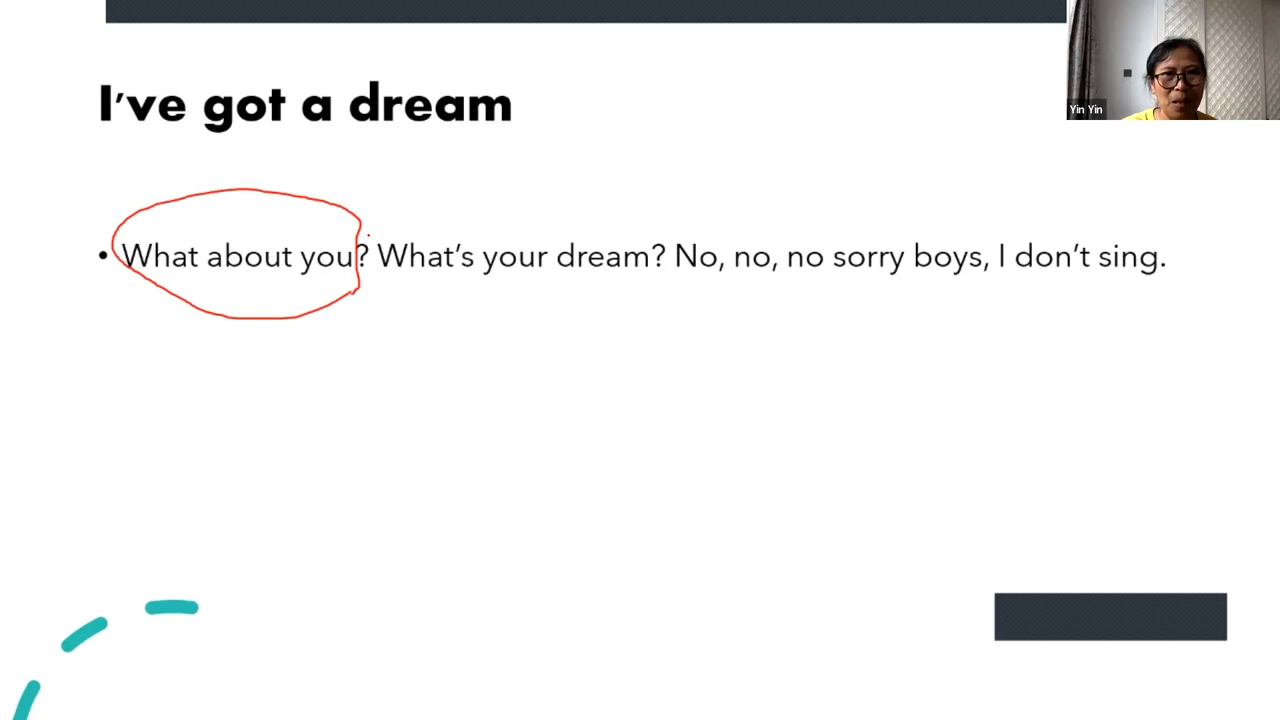 Yin Yin
I've got a dream
• What about you? What's your dream? No, no, no sorry boys, I don't sing.